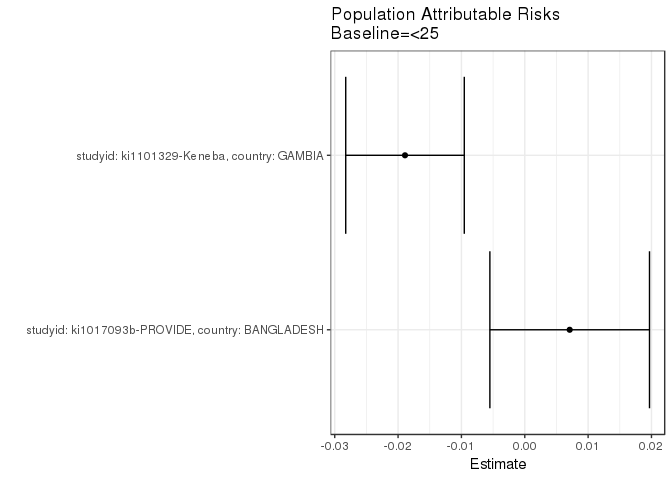 Population Attributable Risks
Baseline=<25
studyid: ki1101329-Keneba, country: GAMBIA
studyid: ki1017093b-PROVIDE, country: BANGLADESH
-0.03 -0.02 -0.01 0.00 0.01 0.02
Estimate